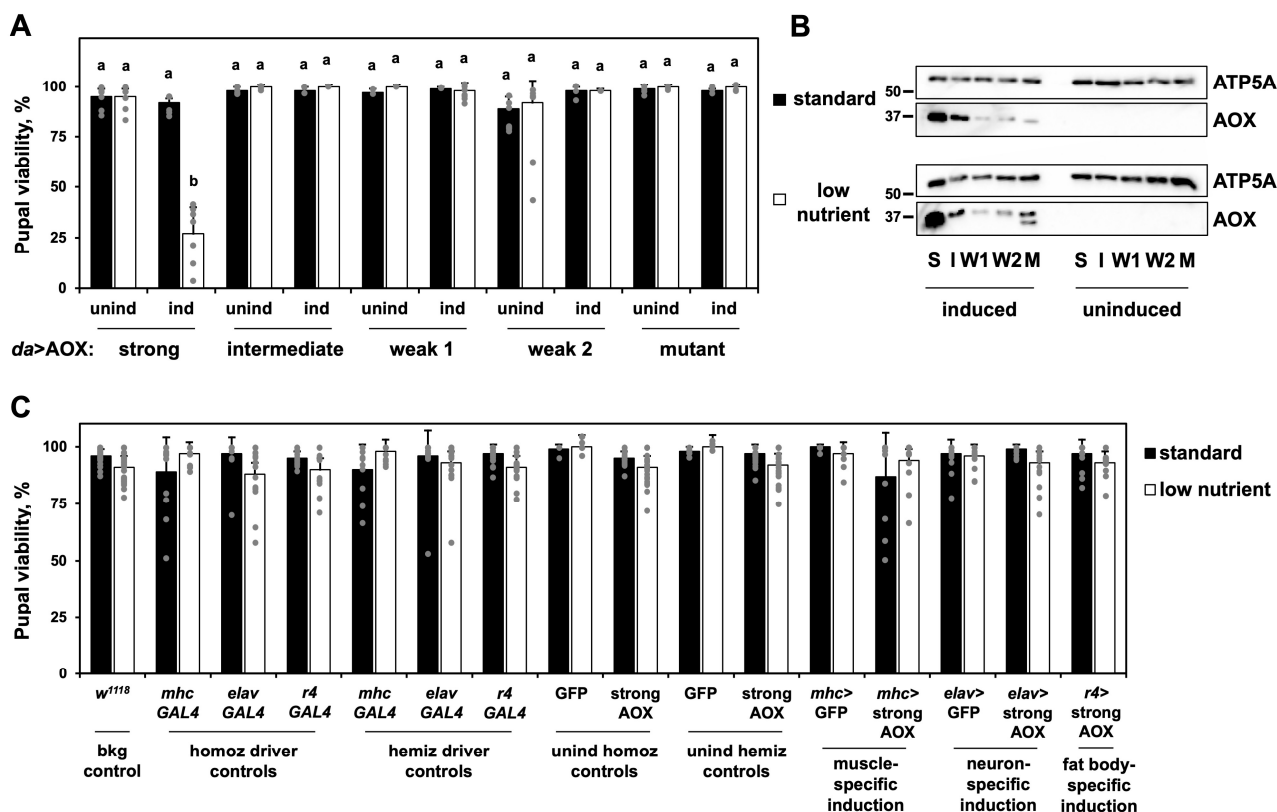 A
Pupal viability, %
100
75
50
25
0
a a a b a a a a a a a a a a a a a a a a
unind ind unind ind unind ind unind ind unind ind
da>AOX: strong intermediate weak 1 weak 2 mutant
standard
low
nutrient
B
ATP5A
50
37
AOX
ATP5A
50
37
AOX
S I W1 W2 M S I W1 W2 M
induced uninduced
C
Pupal viability, %
100
75
50
25
0
standard
low nutrient
w1118
mhc
GAL4
elav
GAL4
r4
GAL4
mhc
GAL4
elav
GAL4
r4
GAL4
GFP
strong
AOX
GFP
strong
AOX
mhc>
GFP
mhc>
strong
AOX
elav>
GFP
elav>
strong
AOX
r4>
strong
AOX
bkg
control
homoz driver
controls
hemiz driver
controls
unind homoz
controls
unind hemiz
controls
muscle-
specific
induction
neuron-
specific
induction
fat body-
specific
induction